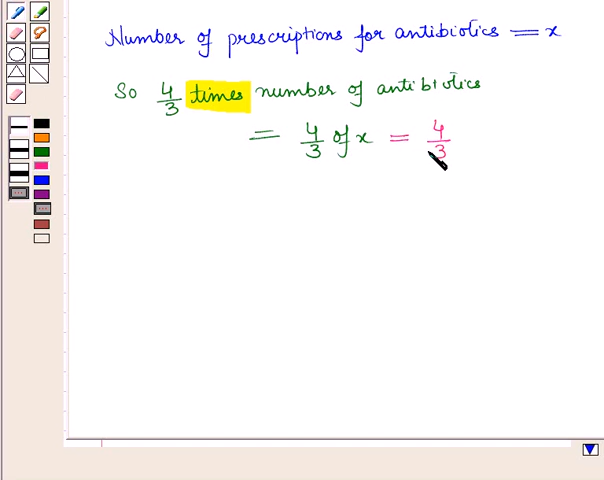 Number of prescriptions for antibiotics = x
So 4/3 times number of antibiotics
= 4/3 of x = 4/3